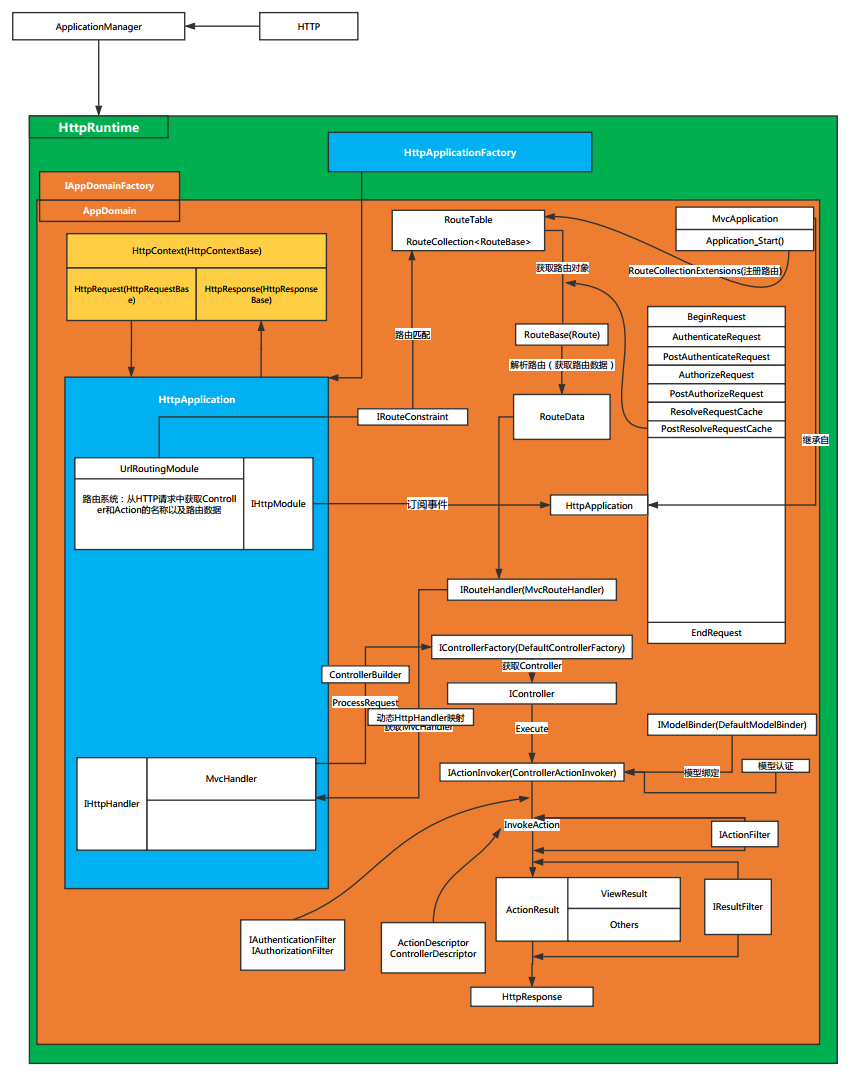 ApplicationManager
HTTP
HttpRuntime
HttpApplicationFactory
IAppDomainFactory
AppDomain
HttpContext(HttpContextBase)
HttpRequest(HttpRequestBas
e)
HttpResponse(HttpResponse
Base)
RouteTable
RouteCollection<RouteBase>
MvcApplication
Application_Start()
获取路由对象
RouteCollectionExtensions(注册路由)
路由匹配
RouteBase(Route)
解析路由（获取路由数据）
RouteData
BeginRequest
AuthenticateRequest
PostAuthenticateRequest
AuthorizeRequest
PostAuthorizeRequest
ResolveRequestCache
PostResolveRequestCache
继承自
HttpApplication
IRouteConstraint
UrlRoutingModule
路由系统：从HTTP请求中获取Controll
er和Action的名称以及路由数据
IHttpModule
订阅事件
HttpApplication
IRouteHandler(MvcRouteHandler)
EndRequest
IControllerFactory(DefaultControllerFactory)
获取Controller
ControllerBuilder
IController
ProcessRequest
动态HttpHandler映射
获取MvcHandler
Execute
IModelBinder(DefaultModelBinder)
IHttpHandler
MvcHandler
IActionInvoker(ControllerActionInvoker)
模型绑定
模型认证
InvokeAction
IActionFilter
ActionResult
ViewResult
Others
IResultFilter
IAuthenticationFilter
IAuthorizationFilter
ActionDescriptor
ControllerDescriptor
HttpResponse